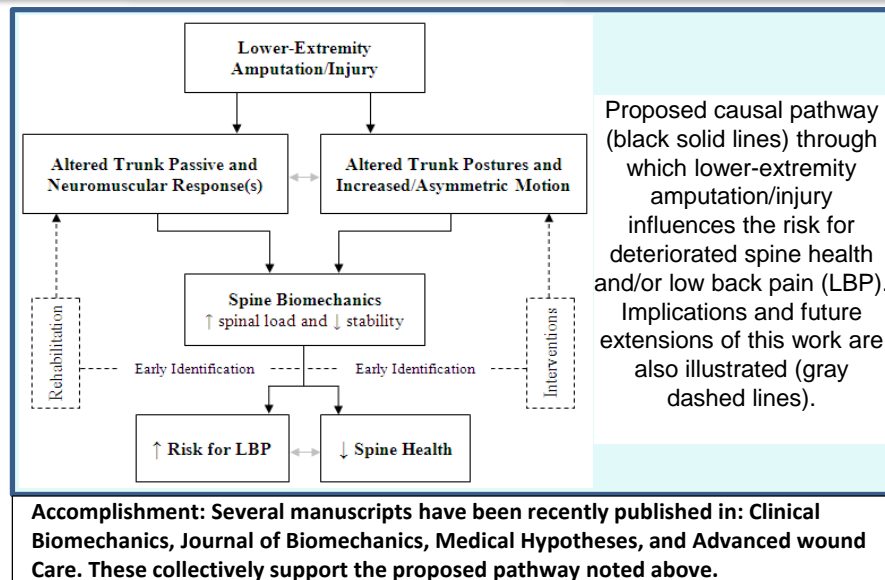 Lower-Extremity
Amputation/Injury
Altered Trunk Passive and
Neuromuscular Response(s)
Altered Trunk Postures and
Increased/Asymmetric Motion
Spine Biomechanics
↑ spinal load and ↓ stability
Rehabilitation
Early Identification
Early Identification
Interventions
↑ Risk for LBP
↓ Spine Health
Proposed causal pathway
(black solid lines) through
which lower-extremity
amputation/injury
influences the risk for
deteriorated spine health
and/or low back pain (LBP).
Implications and future
extensions of this work are
also illustrated (gray
dashed lines).
Accomplishment: Several manuscripts have been recently published in: Clinical
Biomechanics, Journal of Biomechanics, Medical Hypotheses, and Advanced wound
Care. These collectively support the proposed pathway noted above.